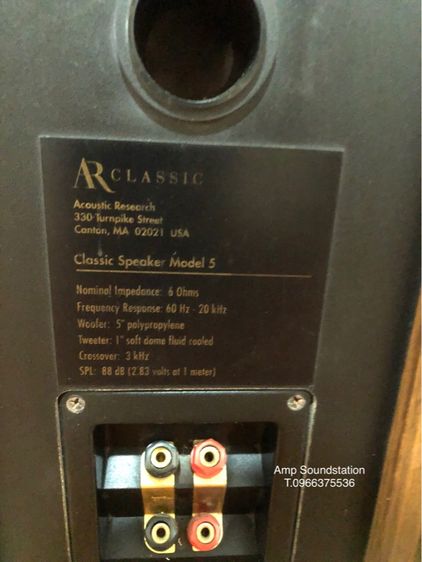 AR CLASSIC
Acoustic Research
330 Turnpike Street
Canton, MA 02021 USA
Classic Speaker Model 5
Nominal Impedance: 6 Ohms
Frequency Response: 60 Hz - 20 kHz
Woofer: 5" polypropylene
Tweeter: 1" soft dome fluid cooled
Crossover: 3 kHz
SPL: 88 dB (2.83 volts at 1 meter)
Amp Soundstation
T.0966375536